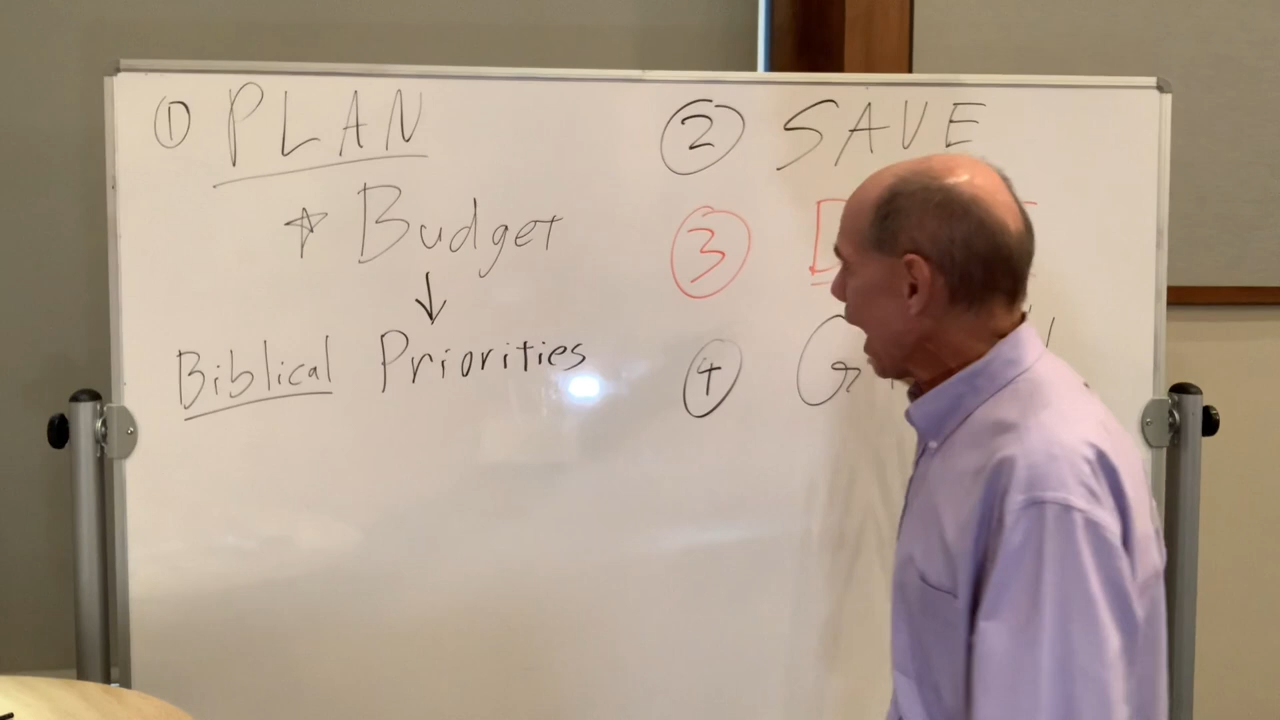 ① PLAN
* Budget
↓
Biblical Priorities
② SAVE
③
④